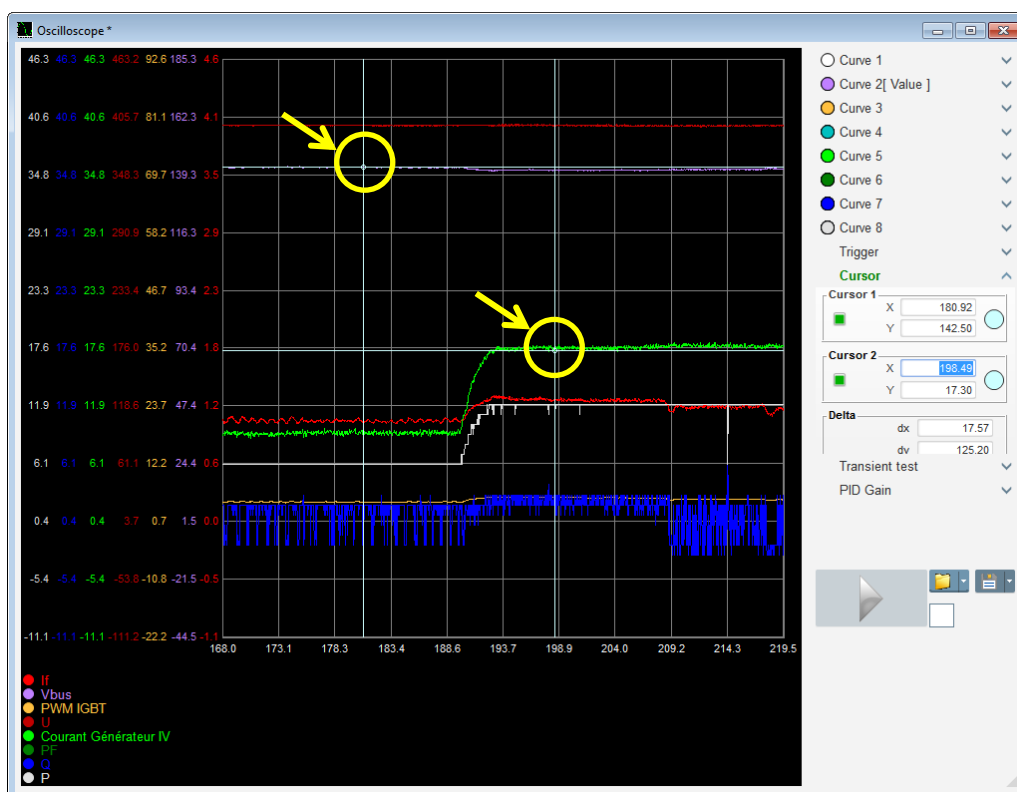 Oscilloscope *
46.3 46.3 46.3 463.2 92.6 185.3 4.6
40.6 40.6 40.6 405.7 81.1 162.3 4.1
34.8 34.8 34.8 348.3 69.7 139.3 3.5
29.1 29.1 29.1 290.9 58.2 116.3 2.9
23.3 23.3 23.3 233.4 46.7 93.4 2.3
17.6 17.6 17.6 176.0 35.2 70.4 1.8
11.9 11.9 11.9 118.6 23.7 47.4 1.2
6.1 6.1 6.1 61.1 12.2 24.4 0.6
0.4 0.4 0.4 3.7 0.7 1.5 0.0
-5.4 -5.4 -5.4 -53.8 -10.8 -21.5 -0.5
-11.1 -11.1 -11.1 -111.2 -22.2 -44.5 -1.1
168.0 173.1 178.3 183.4 188.6 193.7 198.9 204.0 209.2 214.3 219.5
If
Vbus
PWM IGBT
U
Courant Générateur IV
PF
Q
P
Curve 1
Curve 2[ Value ]
Curve 3
Curve 4
Curve 5
Curve 6
Curve 7
Curve 8
Trigger
Cursor
Cursor 1
X 180.92
Y 142.50
Cursor 2
X 198.49
Y 17.30
Delta
dx 17.57
dy 125.20
Transient test
PID Gain